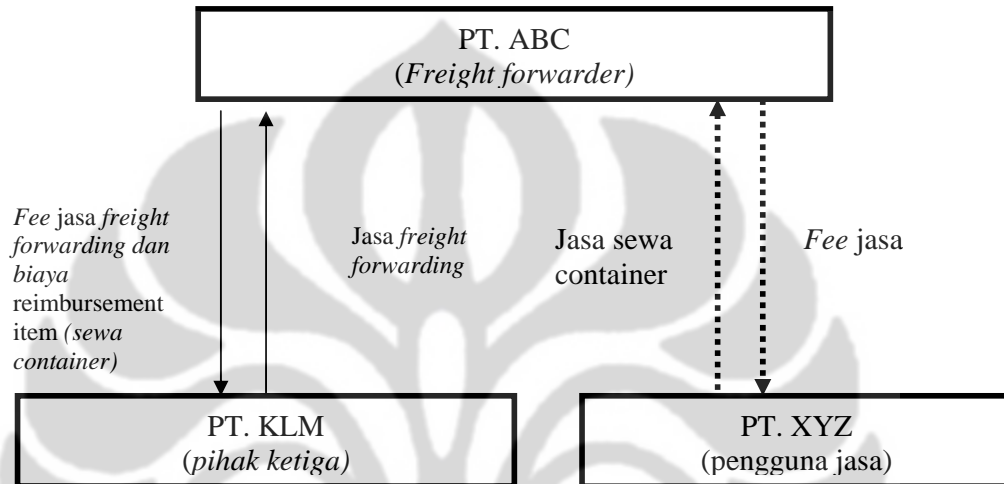 PT. ABC
(Freight forwarder)
Fee jasa freight
forwarding dan
biaya
reimbursement
item (sewa
container)
Jasa freight
forwarding
Jasa sewa
container
Fee jasa
PT. KLM
(pihak ketiga)
PT. XYZ
(pengguna jasa)